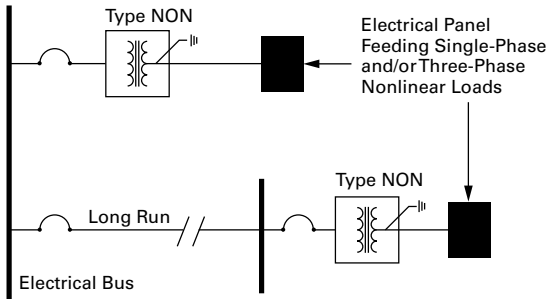 Type NON
Electrical Panel
Feeding Single-Phase
and/or Three-Phase
Nonlinear Loads
Type NON
Long Run
Electrical Bus